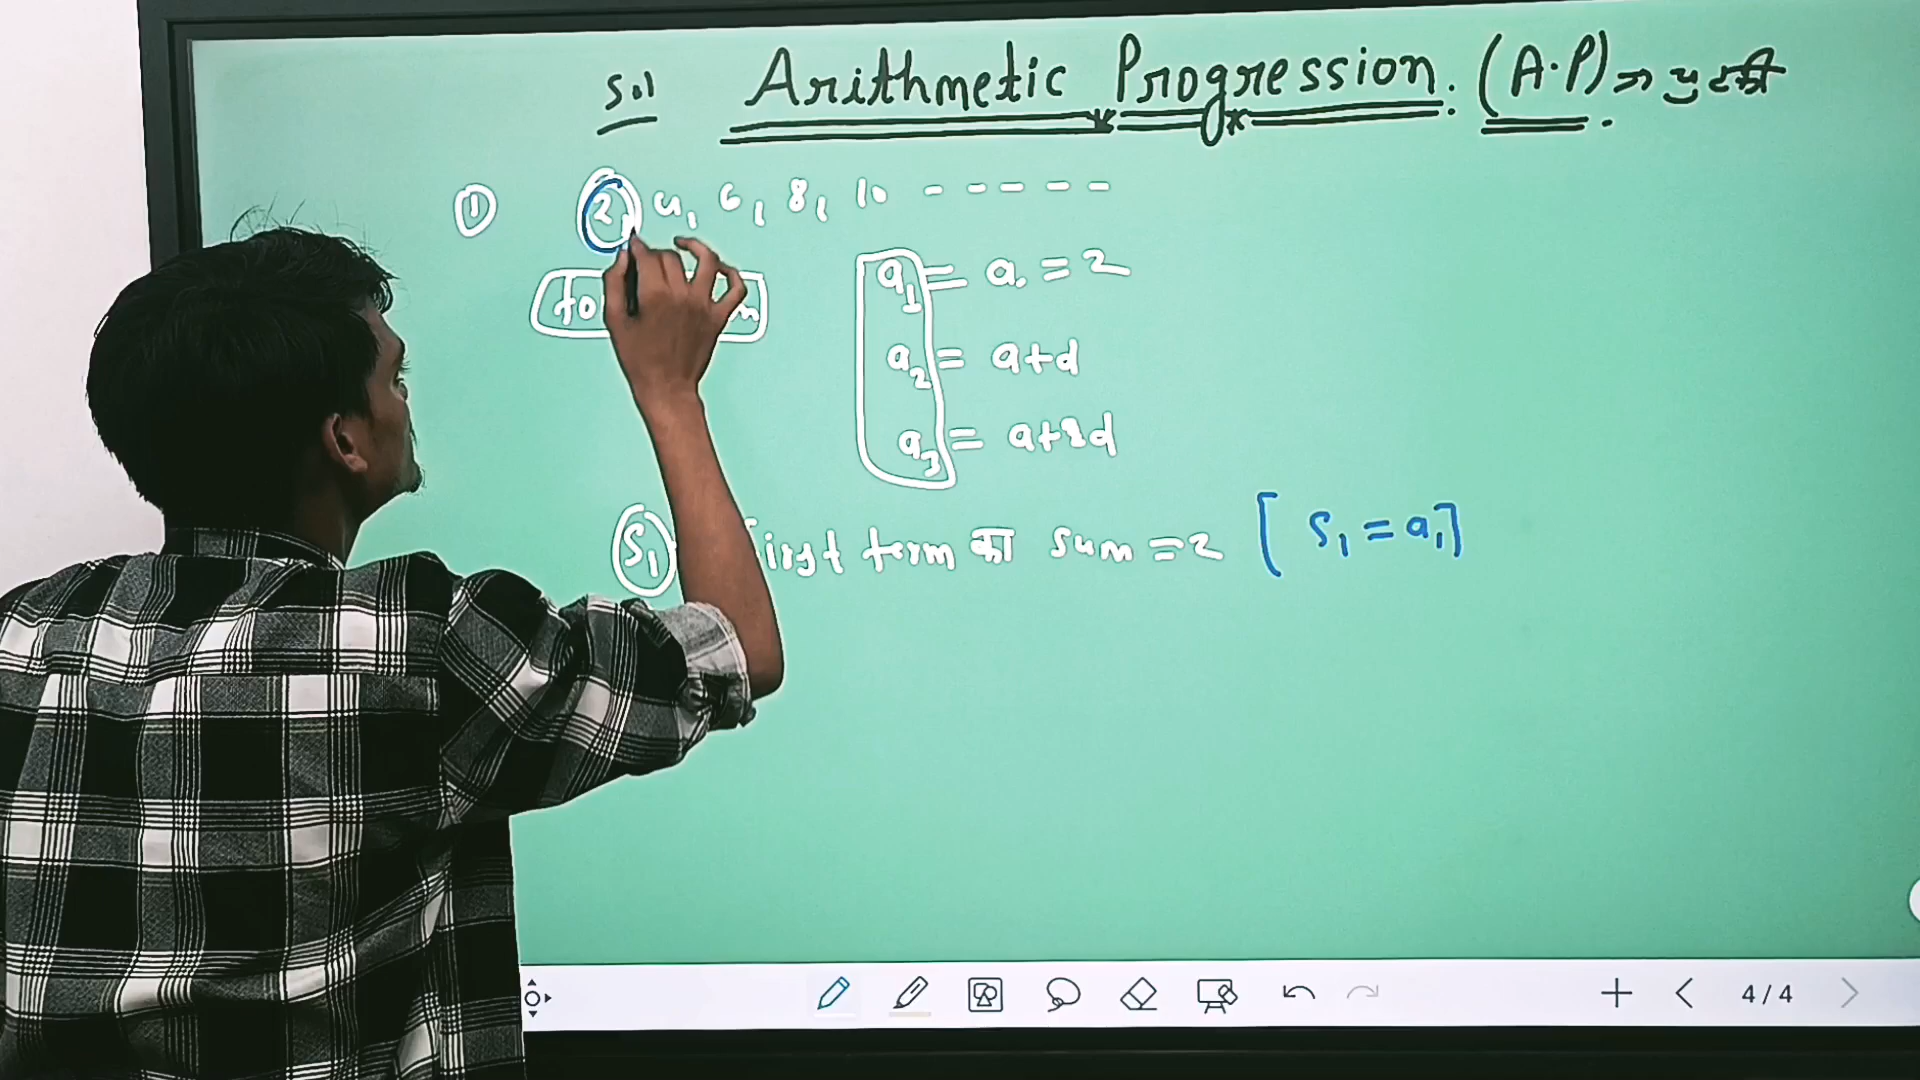 Sol Arithmetic Progression. (A.P)
① 2, 4, 6, 8, 10 - - - - -
a₁ = a = 2
a₂ = a+d
a₃ = a+2d
S₁ first term का sum = 2 [ S₁ = a₁]
4 / 4